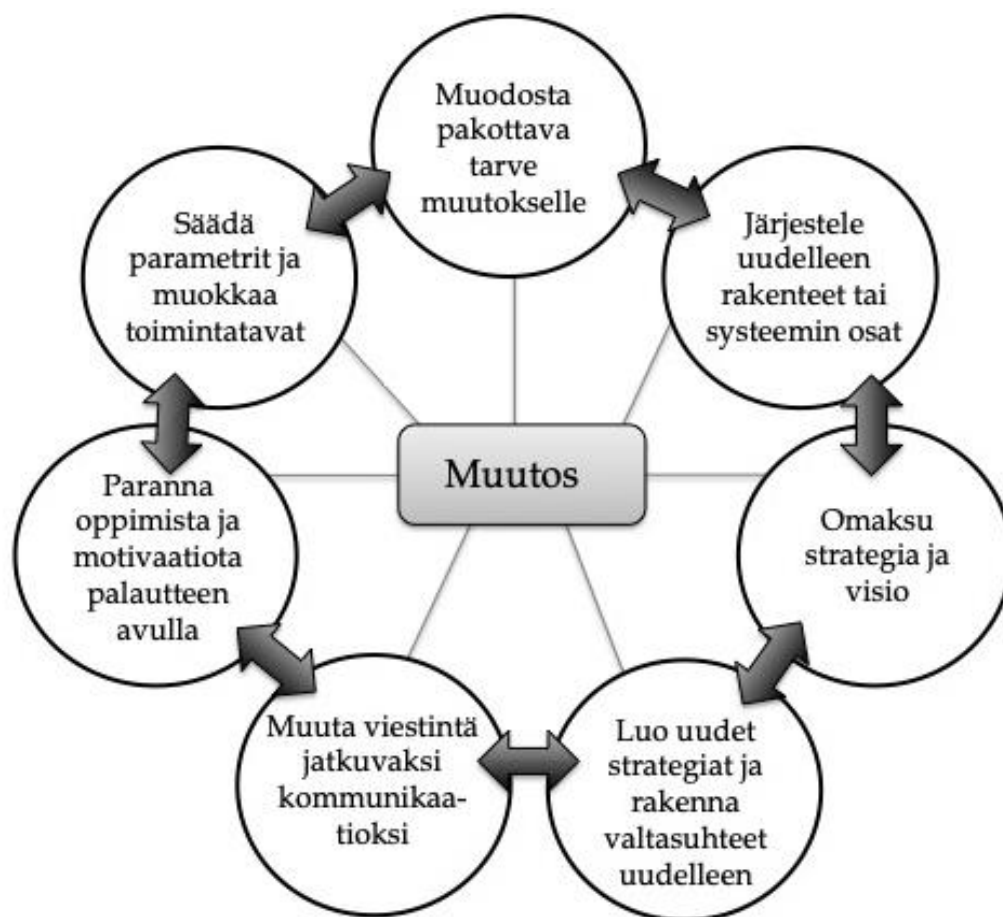 Muodosta
pakottava
tarve
muutokselle
Järjestele
uudelleen
rakenteet tai
systeemin osat
Omaksu
strategia ja
visio
Luo uudet
strategiat ja
rakenna
valtasuhteet
uudelleen
Muuta viestintä
jatkuvaksi
kommunikaa-
tioksi
Paranna
oppimista ja
motivaatiota
palautteen
avulla
Säädä
parametrit ja
muokkaa
toimintatavat
Muutos